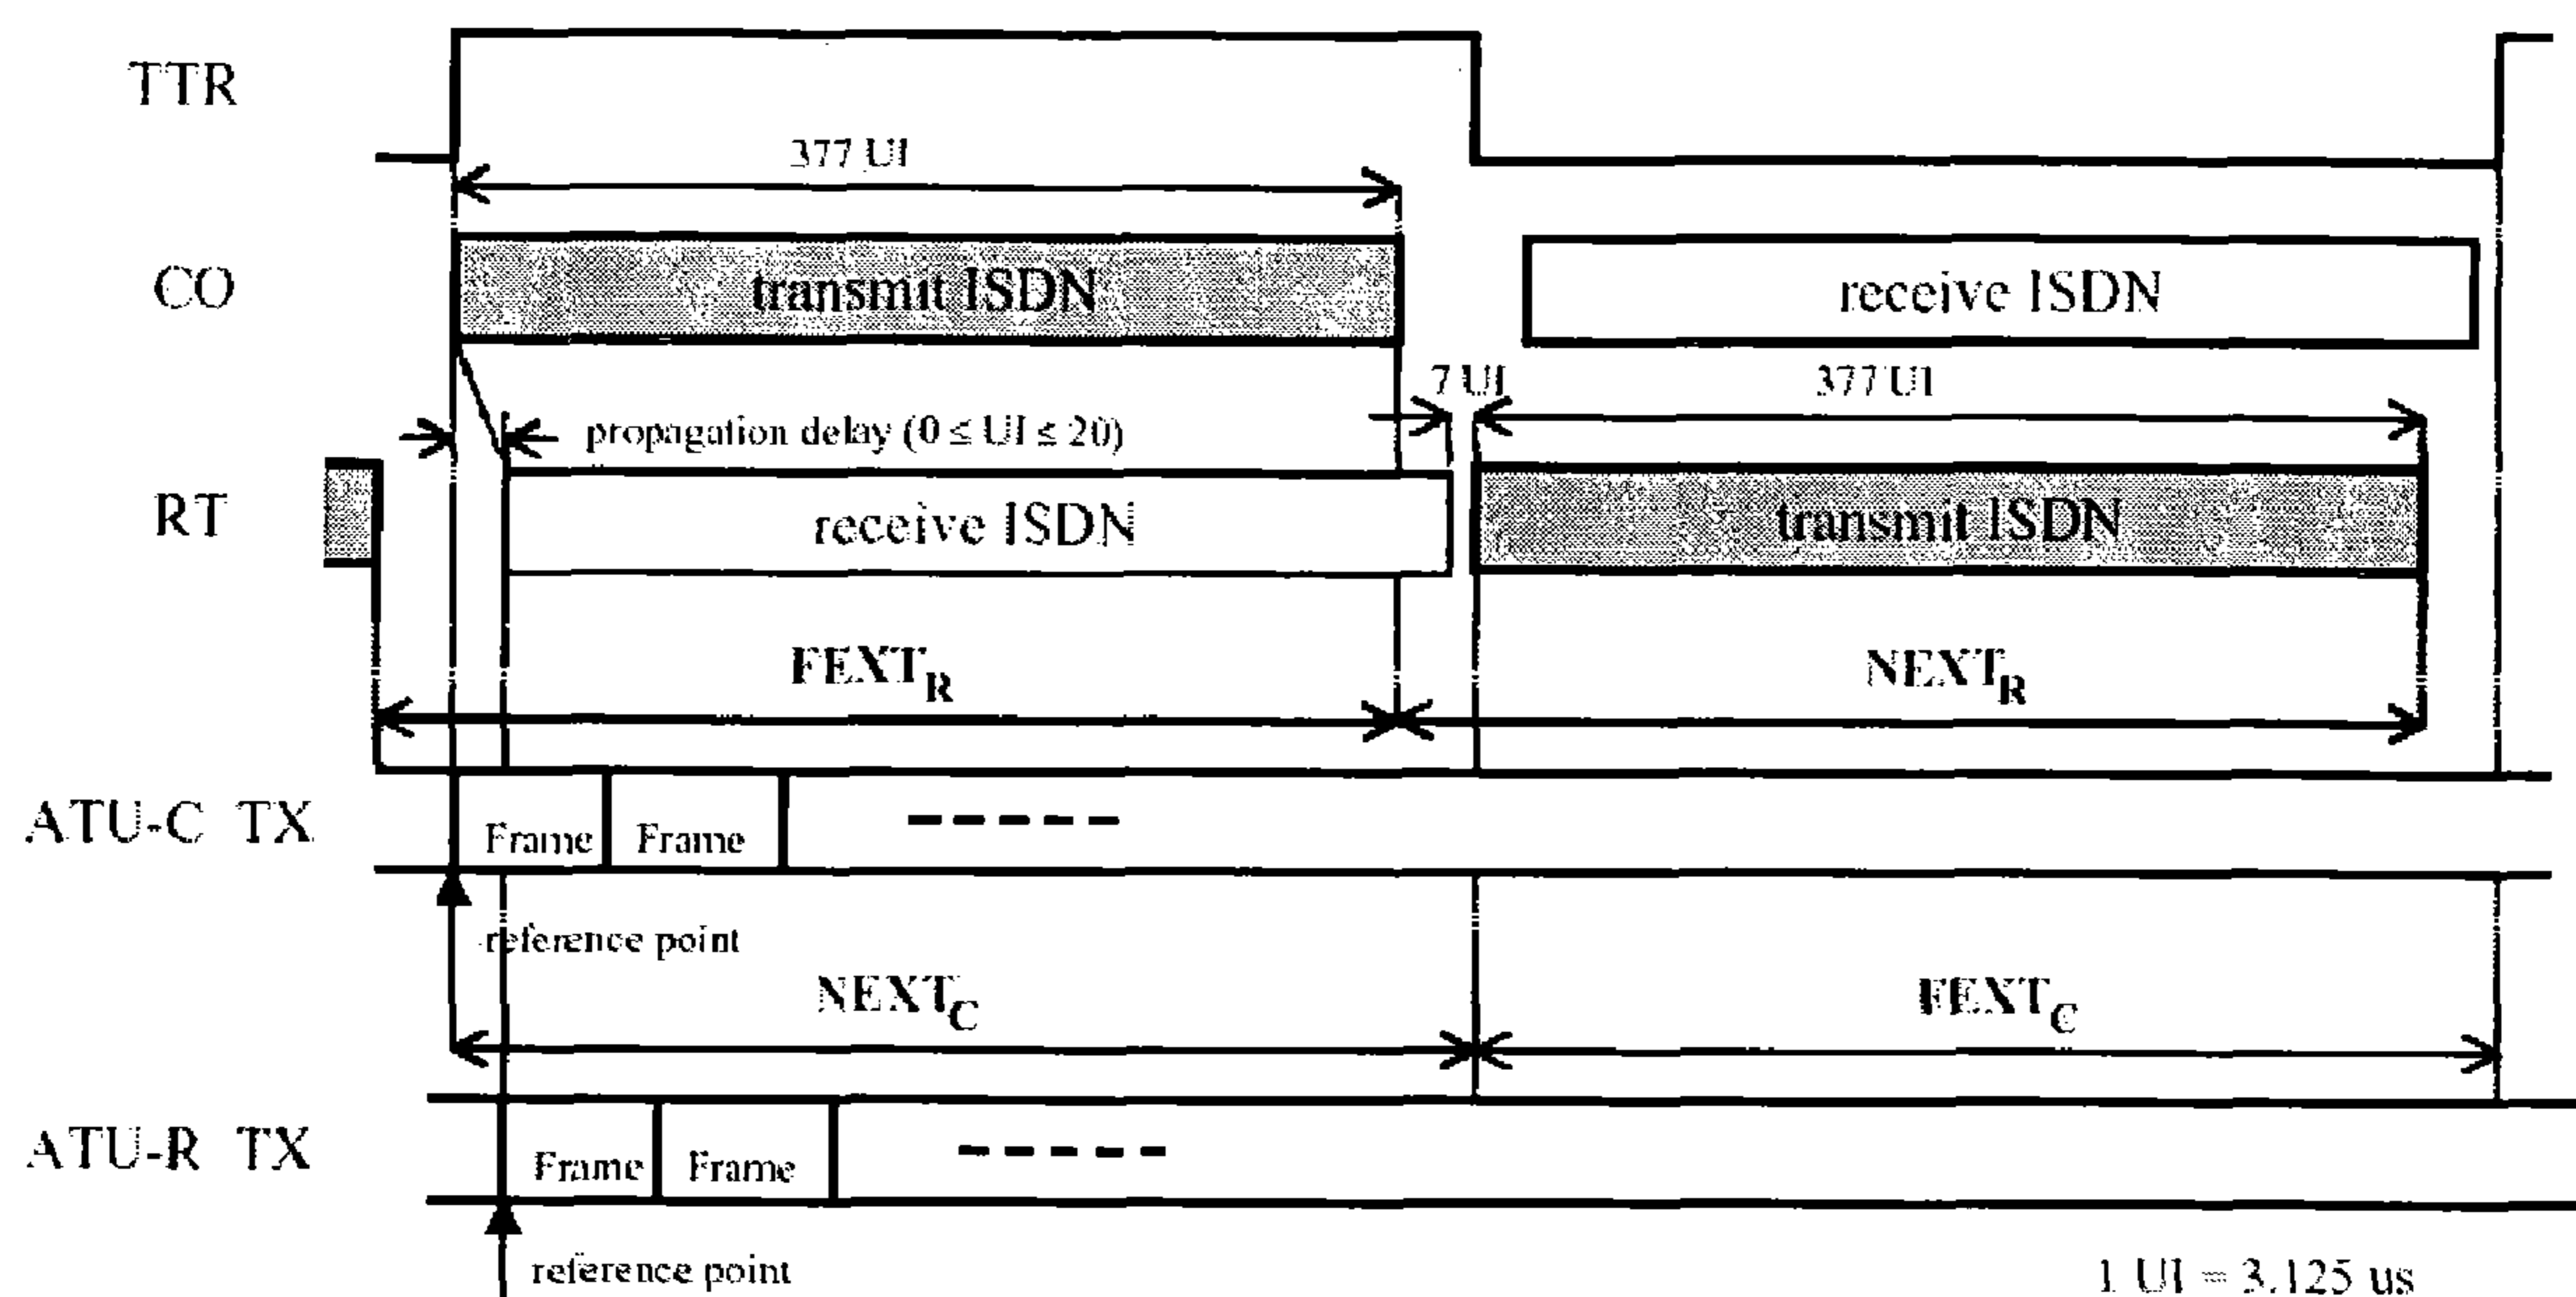 TTR
377 UI
CO
transmit ISDN
receive ISDN
7 UI
377 UI
propagation delay (0 ≤ UI ≤ 20)
RT
receive ISDN
transmit ISDN
FEXT_R
NEXT_R
ATU-C TX
Frame
Frame
reference point
NEXT_C
FEXT_C
ATU-R TX
Frame
Frame
reference point
1 UI = 3.125 us